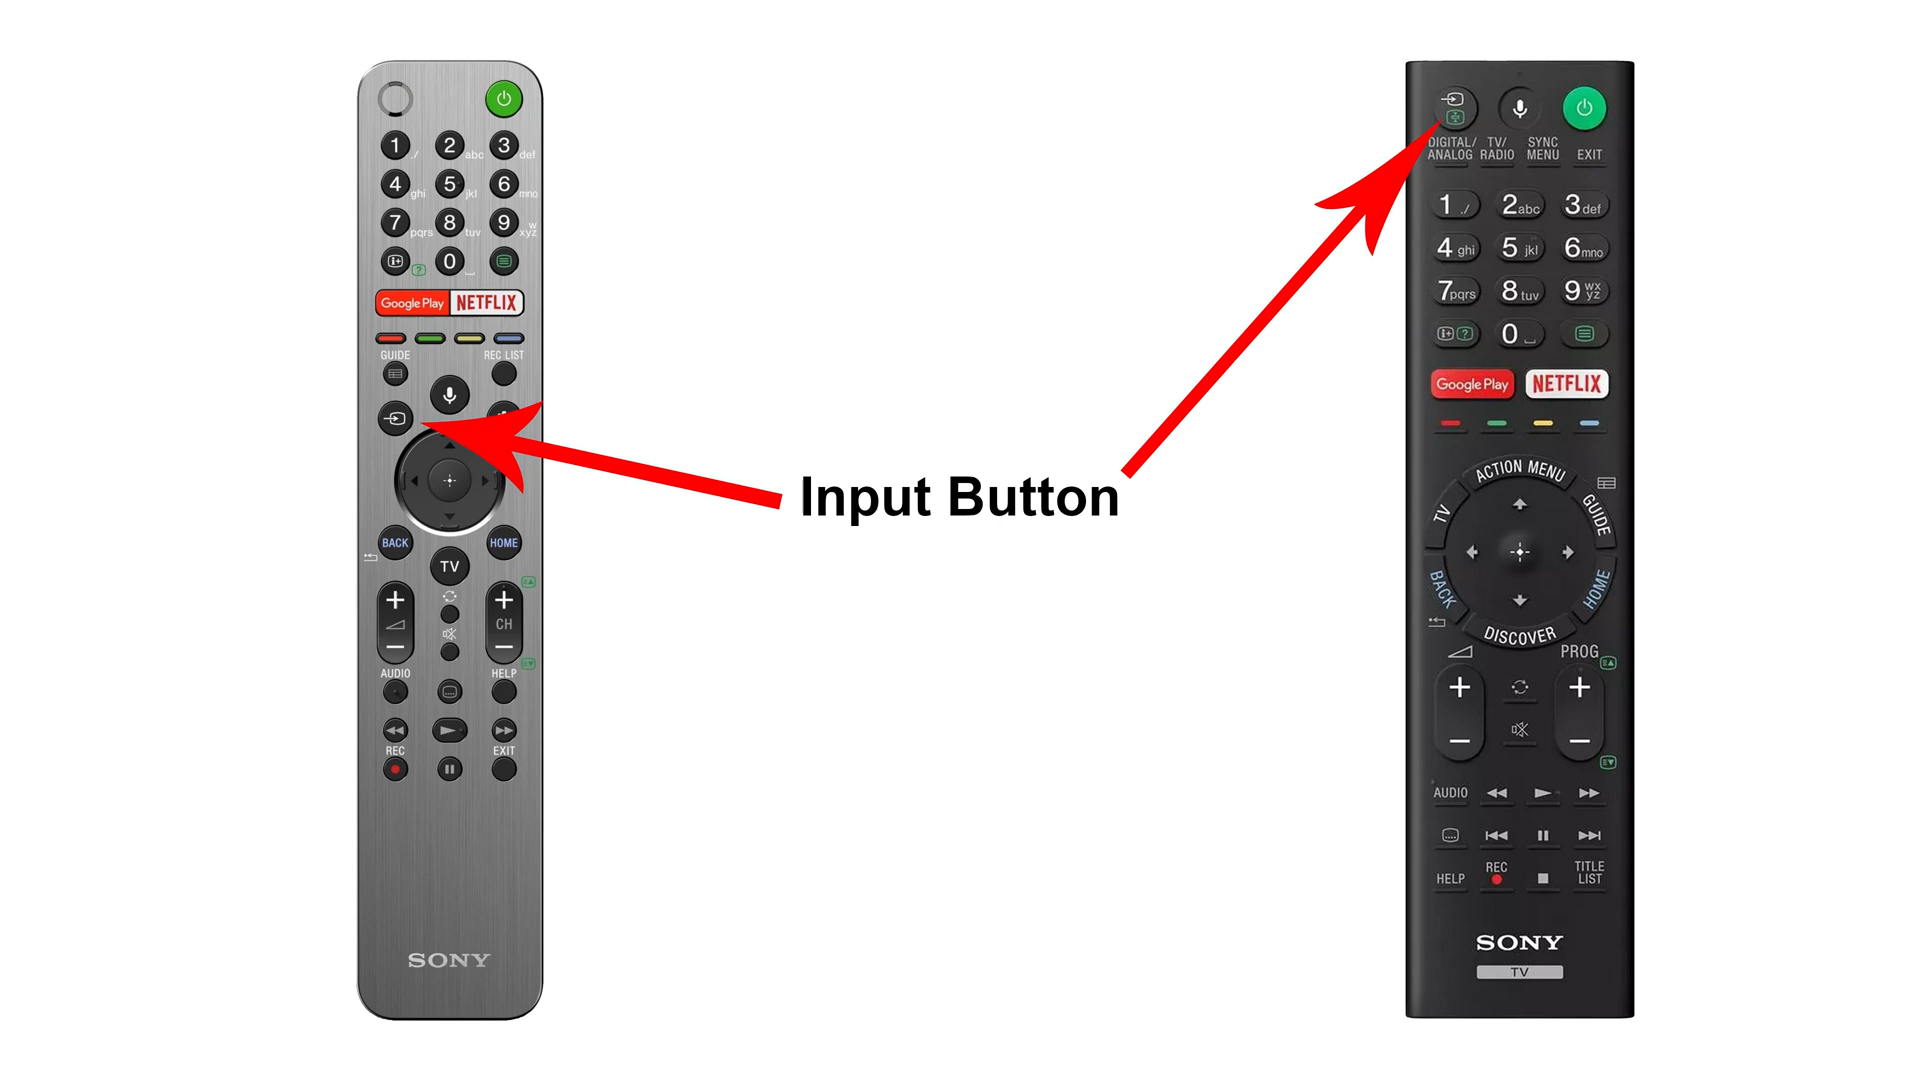 1 ./ 2 abc 3 def
4 ghi 5 jkl 6 mno
7 pqrs 8 tuv 9 w
xyz
i+ ? 0
Google Play NETFLIX
GUIDE REC LIST
BACK HOME
TV
+ +
CH
− −
AUDIO HELP
REC EXIT
SONY
Input Button
DIGITAL/ TV/ SYNC
ANALOG RADIO MENU EXIT
1 ./ 2 abc 3 def
4 ghi 5 jkl 6 mno
7 pqrs 8 tuv 9 wx
yz
i+ ? 0
Google Play NETFLIX
ACTION MENU
TV GUIDE
BACK HOME
DISCOVER
PROG
+ +
− −
AUDIO
REC TITLE
HELP LIST
SONY
TV